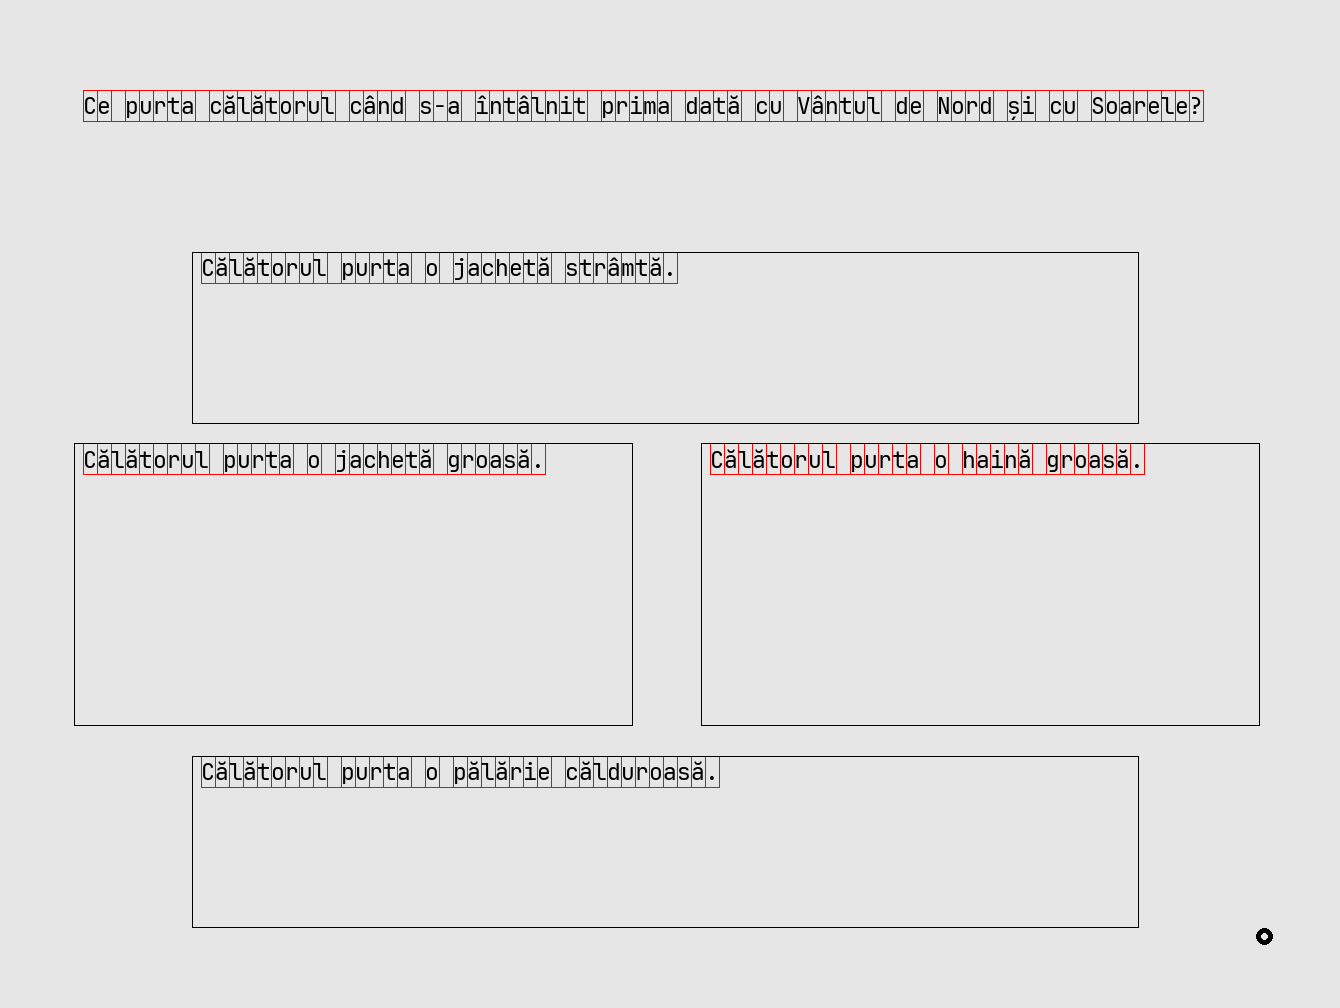 Ce purta călătorul când s-a întâlnit prima dată cu Vântul de Nord și cu Soarele?
Călătorul purta o jachetă strâmtă.
Călătorul purta o jachetă groasă.
Călătorul purta o haină groasă.
Călătorul purta o pălărie călduroasă.